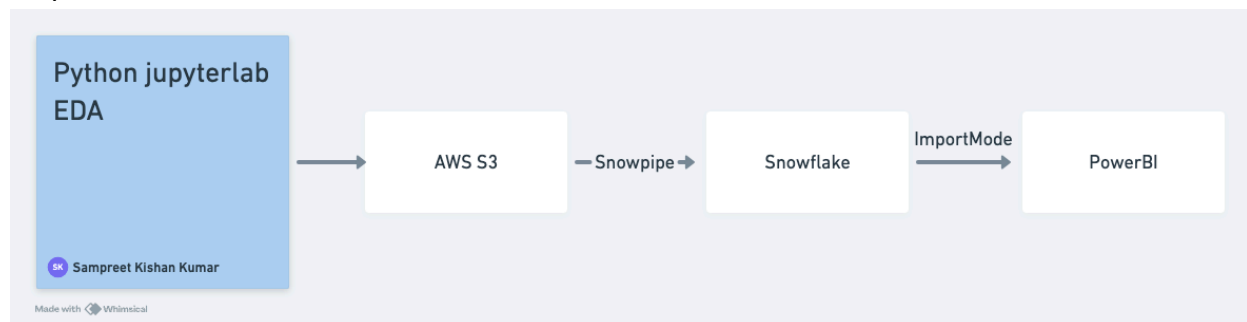 Python jupyterlab
EDA
AWS S3
Snowpipe
Snowflake
ImportMode
PowerBI
SK
Sampreet Kishan Kumar
Made with Whimsical